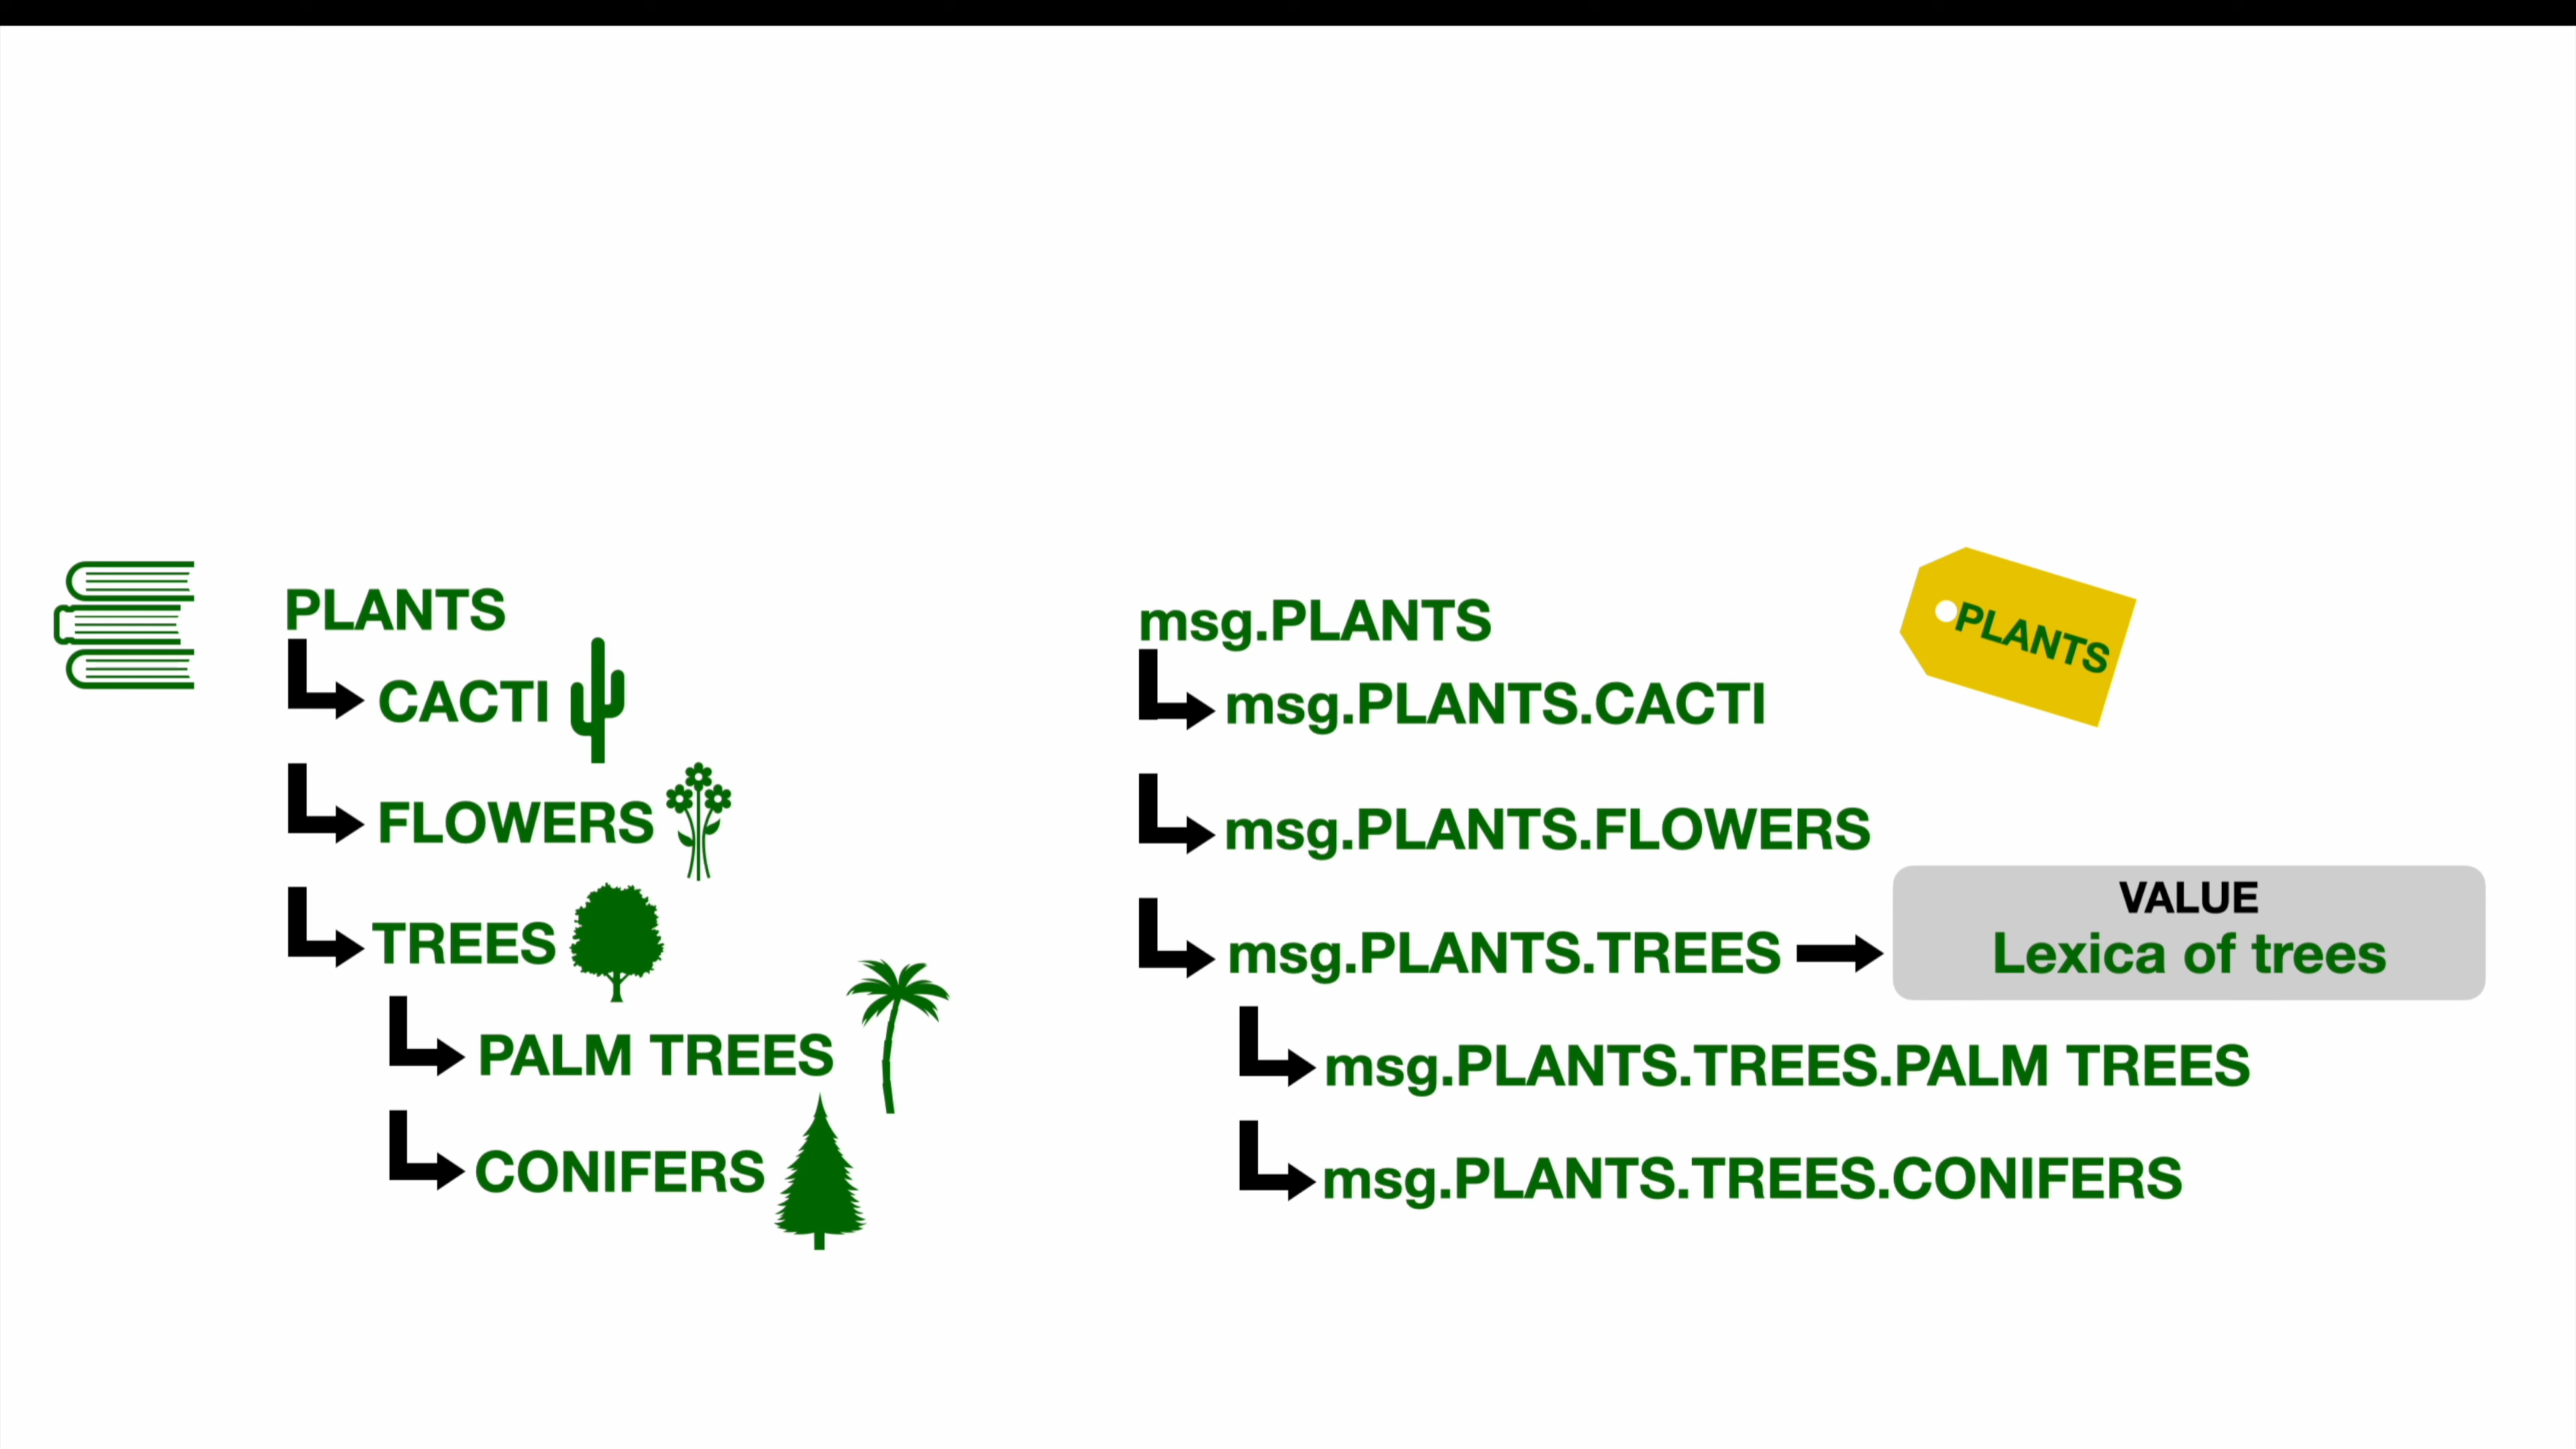 PLANTS
CACTI
FLOWERS
TREES
PALM TREES
CONIFERS
msg.PLANTS
msg.PLANTS.CACTI
msg.PLANTS.FLOWERS
msg.PLANTS.TREES
msg.PLANTS.TREES.PALM TREES
msg.PLANTS.TREES.CONIFERS
PLANTS
VALUE
Lexica of trees